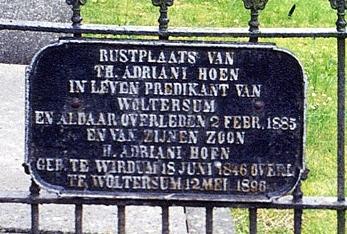 RUSTPLAATS VAN
TH. ADRIANI HOEN
IN LEVEN PREDIKANT VAN
WOLTERSUM
EN ALDAAR OVERLEDEN 2 FEBR. 1885
EN VAN ZIJNEN ZOON
H. ADRIANI HOEN
GEB. TE WIRDUM 18 JUNI 1846 OVERL.
TE WOLTERSUM 12 MEI 1896